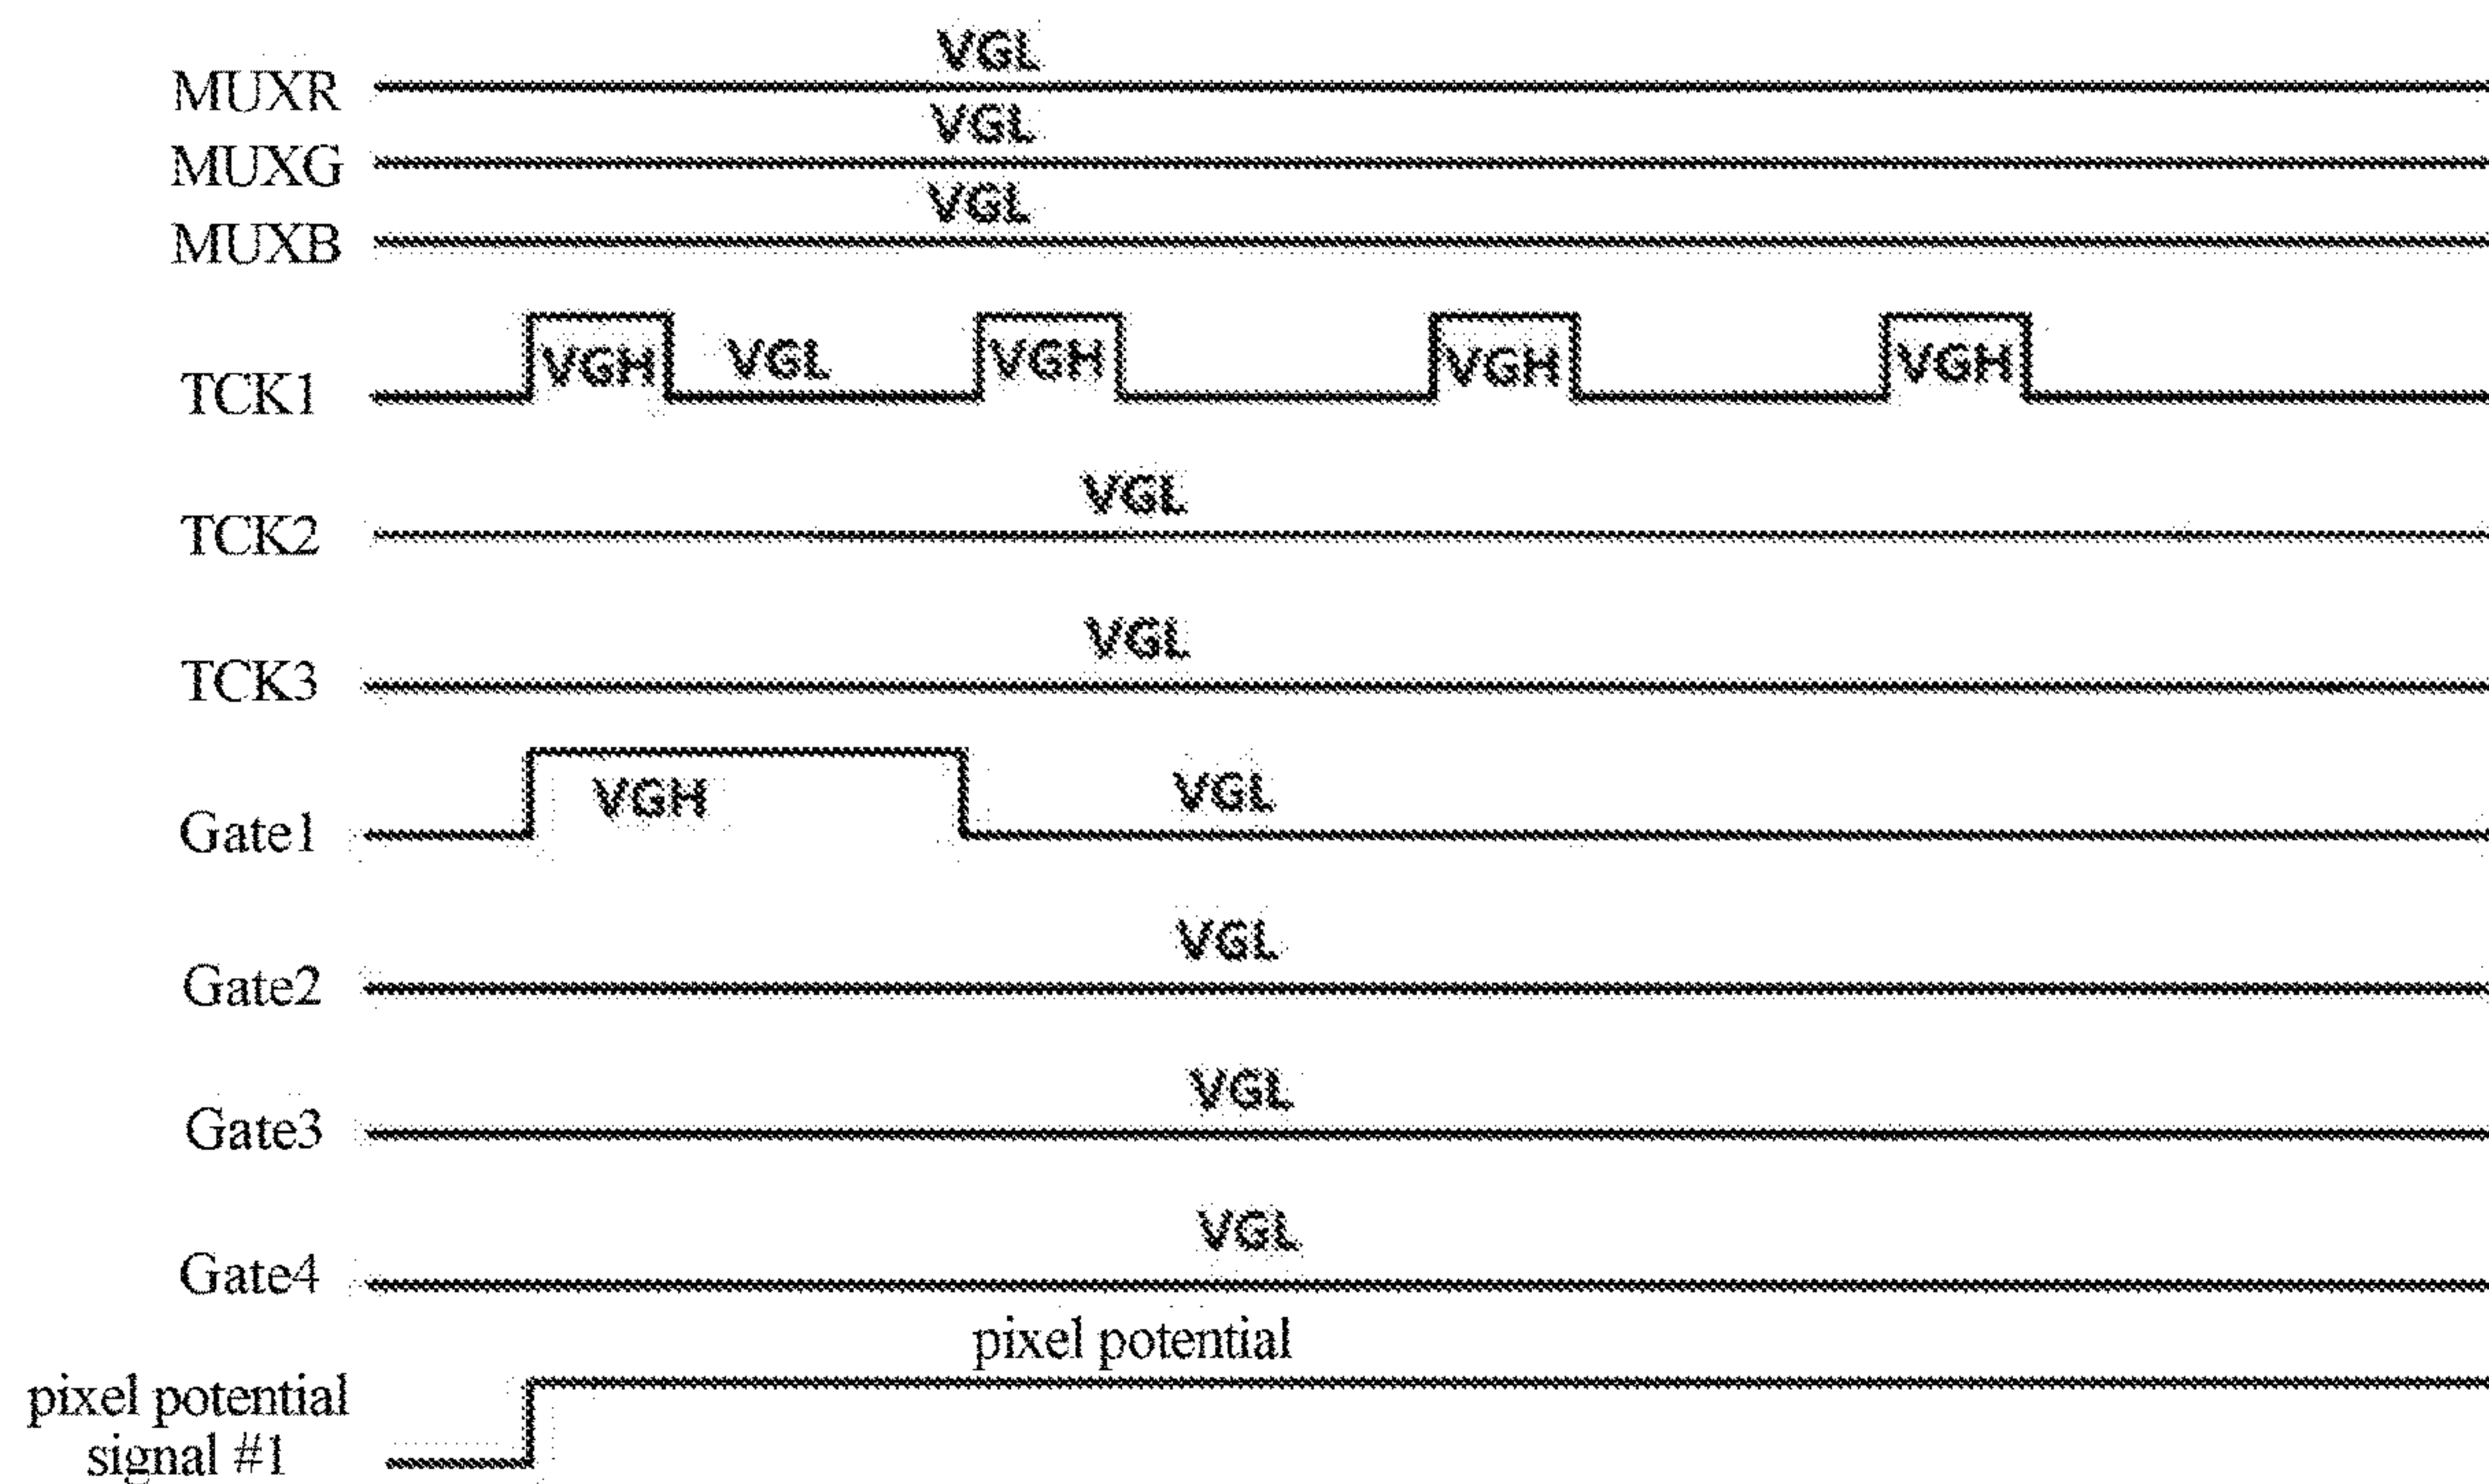 VGL
MUXR
VGL
MUXG
VGL
MUXB
VGH VGL VGH VGH VGH
TCK1
VGL
TCK2
VGL
TCK3
VGH VGL
Gate1
VGL
Gate2
VGL
Gate3
VGL
Gate4
pixel potential
pixel potential
signal #1